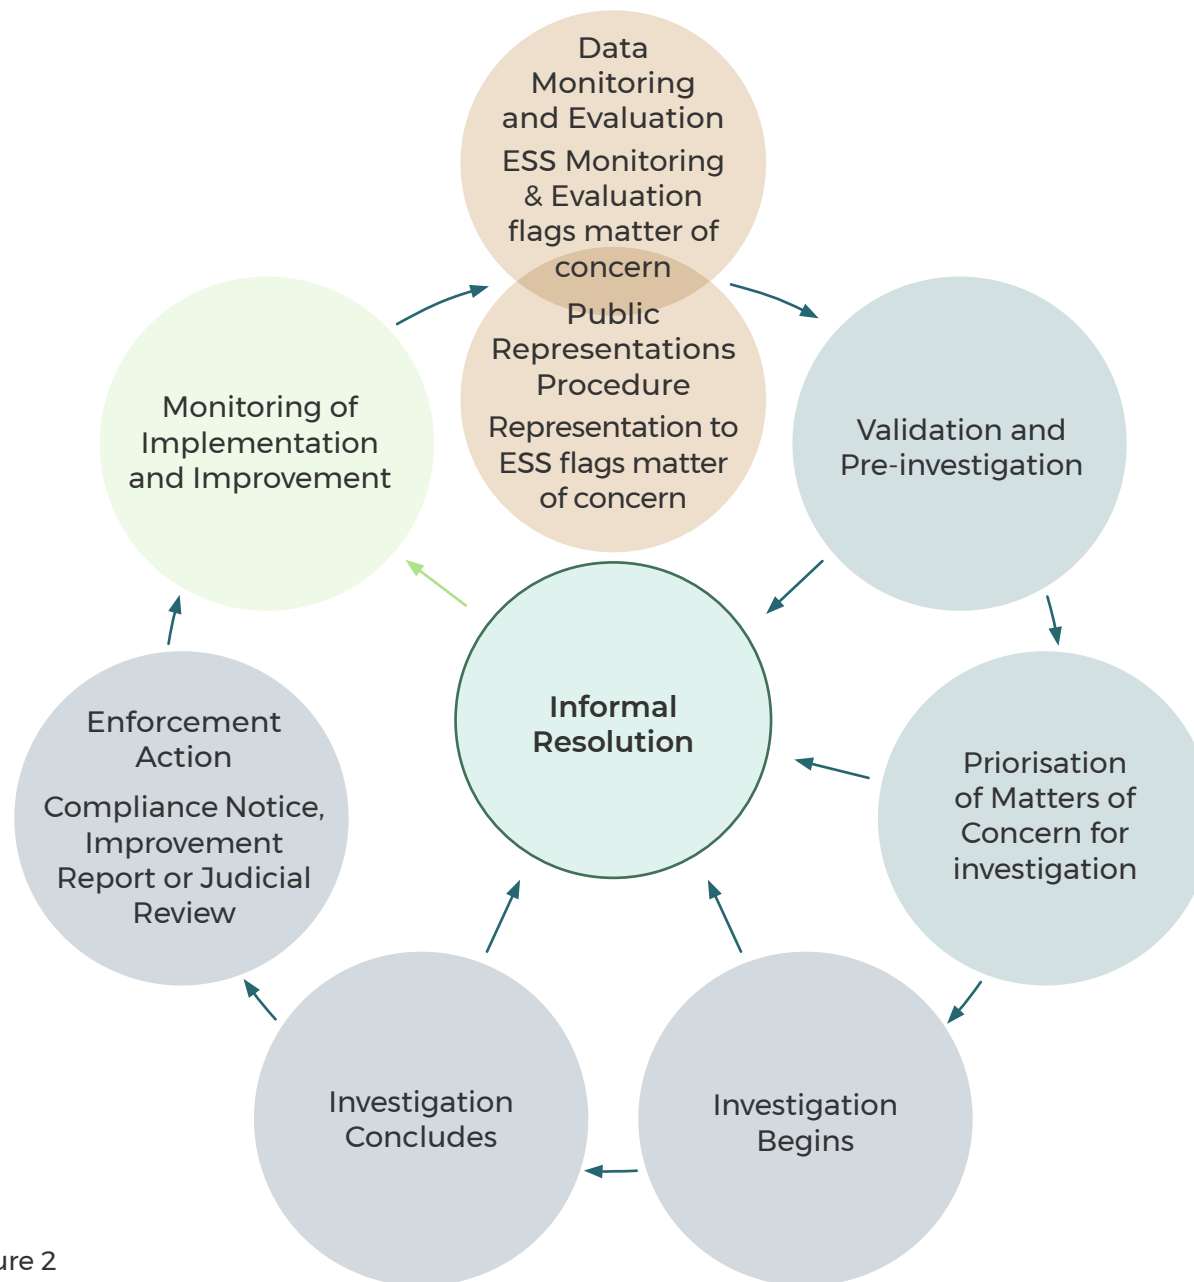 Data
Monitoring
and Evaluation
ESS Monitoring
& Evaluation
flags matter of
concern
Public
Representations
Procedure
Representation to
ESS flags matter
of concern
Validation and
Pre-investigation
Priorisation
of Matters of
Concern for
investigation
Investigation
Begins
Investigation
Concludes
Enforcement
Action
Compliance Notice,
Improvement
Report or Judicial
Review
Monitoring of
Implementation
and Improvement
Informal
Resolution
ure 2